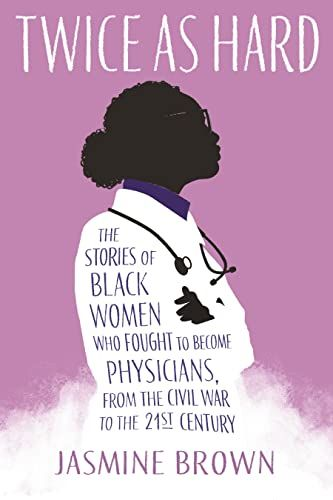 TWICE AS HARD
THE
STORIES OF
BLACK
WOMEN
WHO FOUGHT TO BECOME
PHYSICIANS,
FROM THE CIVIL WAR
TO THE 21ST CENTURY
JASMINE BROWN